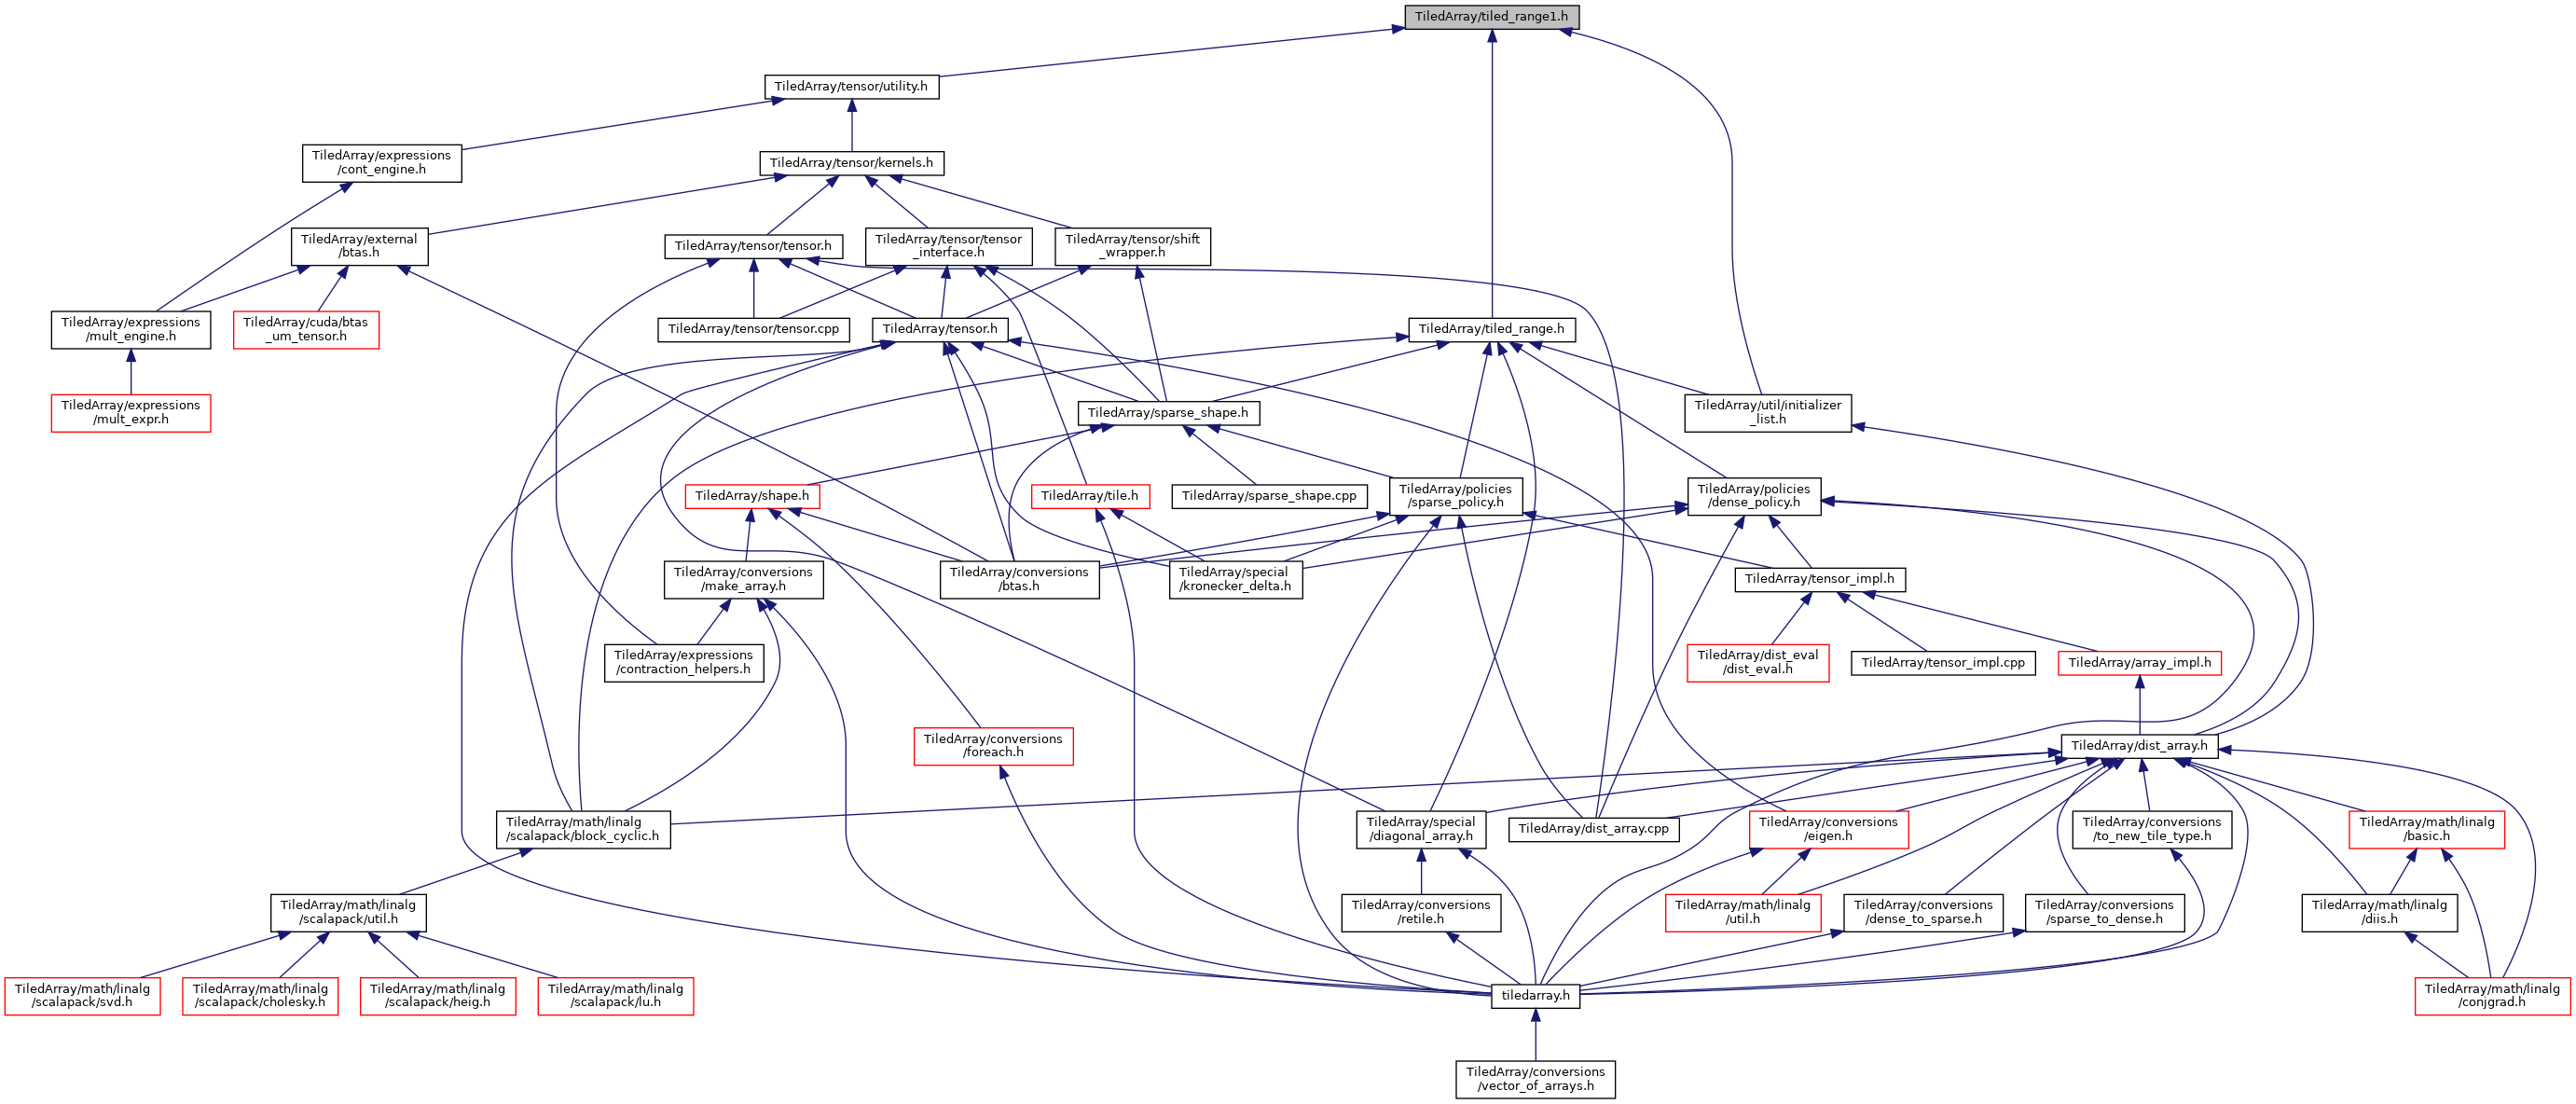 TiledArray/tiled_range1.h
TiledArray/tensor/utility.h
TiledArray/expressions
/cont_engine.h
TiledArray/tensor/kernels.h
TiledArray/external
/btas.h
TiledArray/tensor/tensor.h
TiledArray/tensor/tensor
_interface.h
TiledArray/tensor/shift
_wrapper.h
TiledArray/expressions
/mult_engine.h
TiledArray/cuda/btas
_um_tensor.h
TiledArray/tensor/tensor.cpp
TiledArray/tensor.h
TiledArray/tiled_range.h
TiledArray/expressions
/mult_expr.h
TiledArray/sparse_shape.h
TiledArray/util/initializer
_list.h
TiledArray/shape.h
TiledArray/tile.h
TiledArray/sparse_shape.cpp
TiledArray/policies
/sparse_policy.h
TiledArray/policies
/dense_policy.h
TiledArray/conversions
/make_array.h
TiledArray/conversions
/btas.h
TiledArray/special
/kronecker_delta.h
TiledArray/tensor_impl.h
TiledArray/expressions
/contraction_helpers.h
TiledArray/dist_eval
/dist_eval.h
TiledArray/tensor_impl.cpp
TiledArray/array_impl.h
TiledArray/conversions
/foreach.h
TiledArray/dist_array.h
TiledArray/math/linalg
/scalapack/block_cyclic.h
TiledArray/special
/diagonal_array.h
TiledArray/dist_array.cpp
TiledArray/conversions
/eigen.h
TiledArray/conversions
/to_new_tile_type.h
TiledArray/math/linalg
/basic.h
TiledArray/math/linalg
/scalapack/util.h
TiledArray/conversions
/retile.h
TiledArray/math/linalg
/util.h
TiledArray/conversions
/dense_to_sparse.h
TiledArray/conversions
/sparse_to_dense.h
TiledArray/math/linalg
/diis.h
TiledArray/math/linalg
/scalapack/svd.h
TiledArray/math/linalg
/scalapack/cholesky.h
TiledArray/math/linalg
/scalapack/heig.h
TiledArray/math/linalg
/scalapack/lu.h
tiledarray.h
TiledArray/math/linalg
/conjgrad.h
TiledArray/conversions
/vector_of_arrays.h